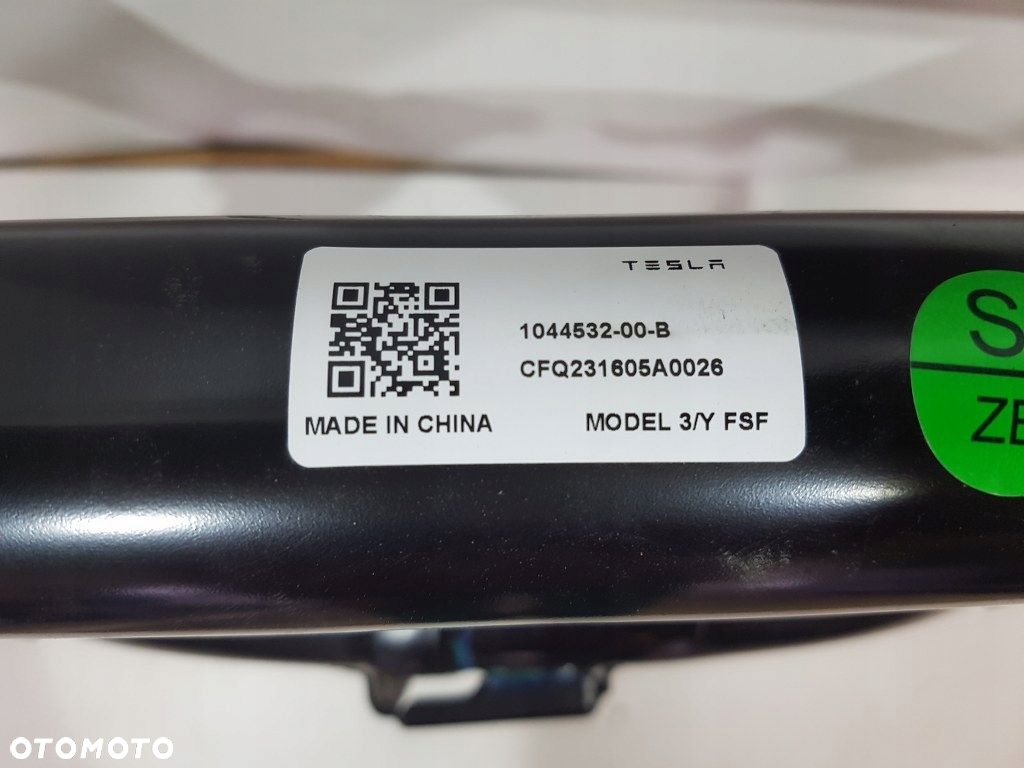 TESLA
1044532-00-B
CFQ231605A0026
MADE IN CHINA
MODEL 3/Y FSF
OTOMOTO